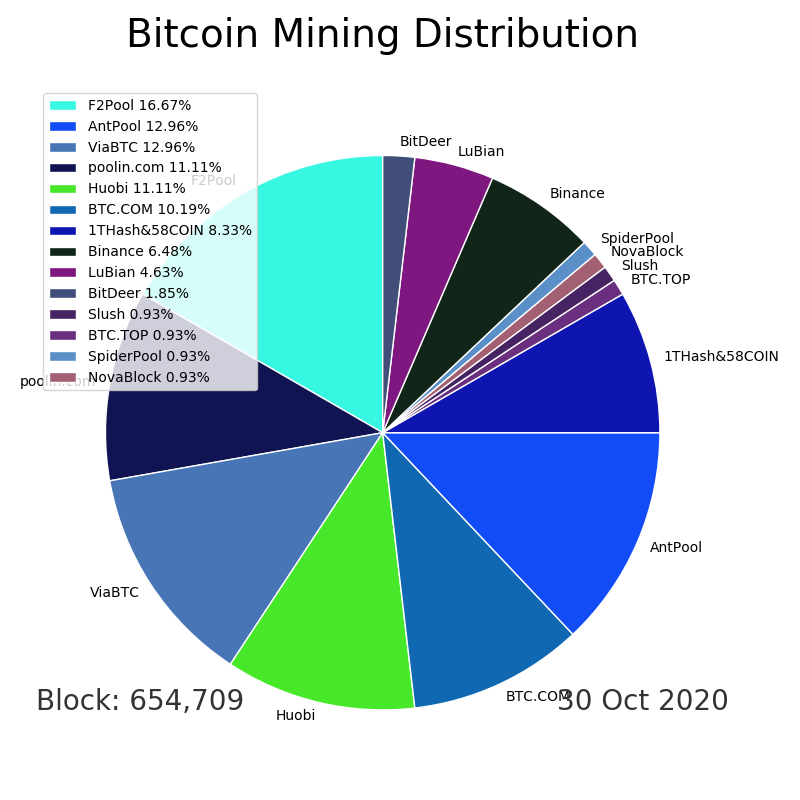 Bitcoin Mining Distribution
F2Pool 16.67%
AntPool 12.96%
ViaBTC 12.96%
poolin.com 11.11%
Huobi 11.11%
BTC.COM 10.19%
1THash&58COIN 8.33%
Binance 6.48%
LuBian 4.63%
BitDeer 1.85%
Slush 0.93%
BTC.TOP 0.93%
SpiderPool 0.93%
NovaBlock 0.93%
BitDeer
LuBian
Binance
SpiderPool
NovaBlock
Slush
BTC.TOP
1THash&58COIN
F2Pool
poolin.com
AntPool
ViaBTC
BTC.COM
Huobi
Block: 654,709
30 Oct 2020